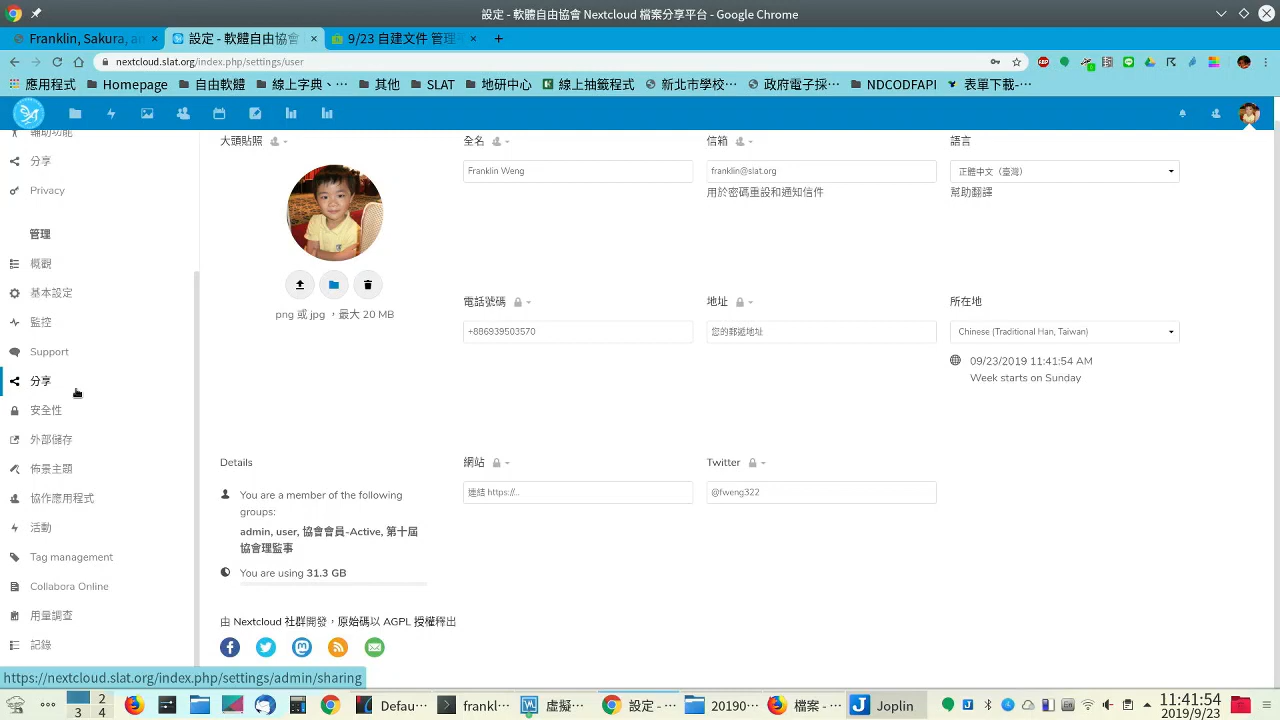 設定 - 軟體自由協會 Nextcloud 檔案分享平台 - Google Chrome
Franklin, Sakura, a
設定 - 軟體自由協會
9/23 自建文件 管理
nextcloud.slat.org/index.php/settings/user
應用程式 Homepage 自由軟體 線上字典、… 其他 SLAT 地研中心 線上抽籤程式 新北市學校… 政府電子採… NDCODFAPI 表單下載-…
輔助功能
分享
Privacy
管理
概觀
基本設定
監控
Support
分享
安全性
外部儲存
佈景主題
協作應用程式
活動
Tag management
Collabora Online
用量調查
記錄
大頭貼照
png 或 jpg ，最大 20 MB
全名
Franklin Weng
信箱
franklin@slat.org
用於密碼重設和通知信件
語言
正體中文（臺灣）
幫助翻譯
電話號碼
+886939503570
地址
您的郵遞地址
所在地
Chinese (Traditional Han, Taiwan)
09/23/2019 11:41:54 AM
Week starts on Sunday
Details
You are a member of the following
groups:
admin, user, 協會會員-Active, 第十屆
協會理監事
You are using 31.3 GB
網站
連結 https://…
Twitter
@fweng322
由 Nextcloud 社群開發，原始碼以 AGPL 授權釋出
https://nextcloud.slat.org/index.php/settings/admin/sharing
2
3 4
Defau…
frankl…
虛擬…
設定 - …
20190…
檔案 - …
Joplin
11:41:54
2019/9/23